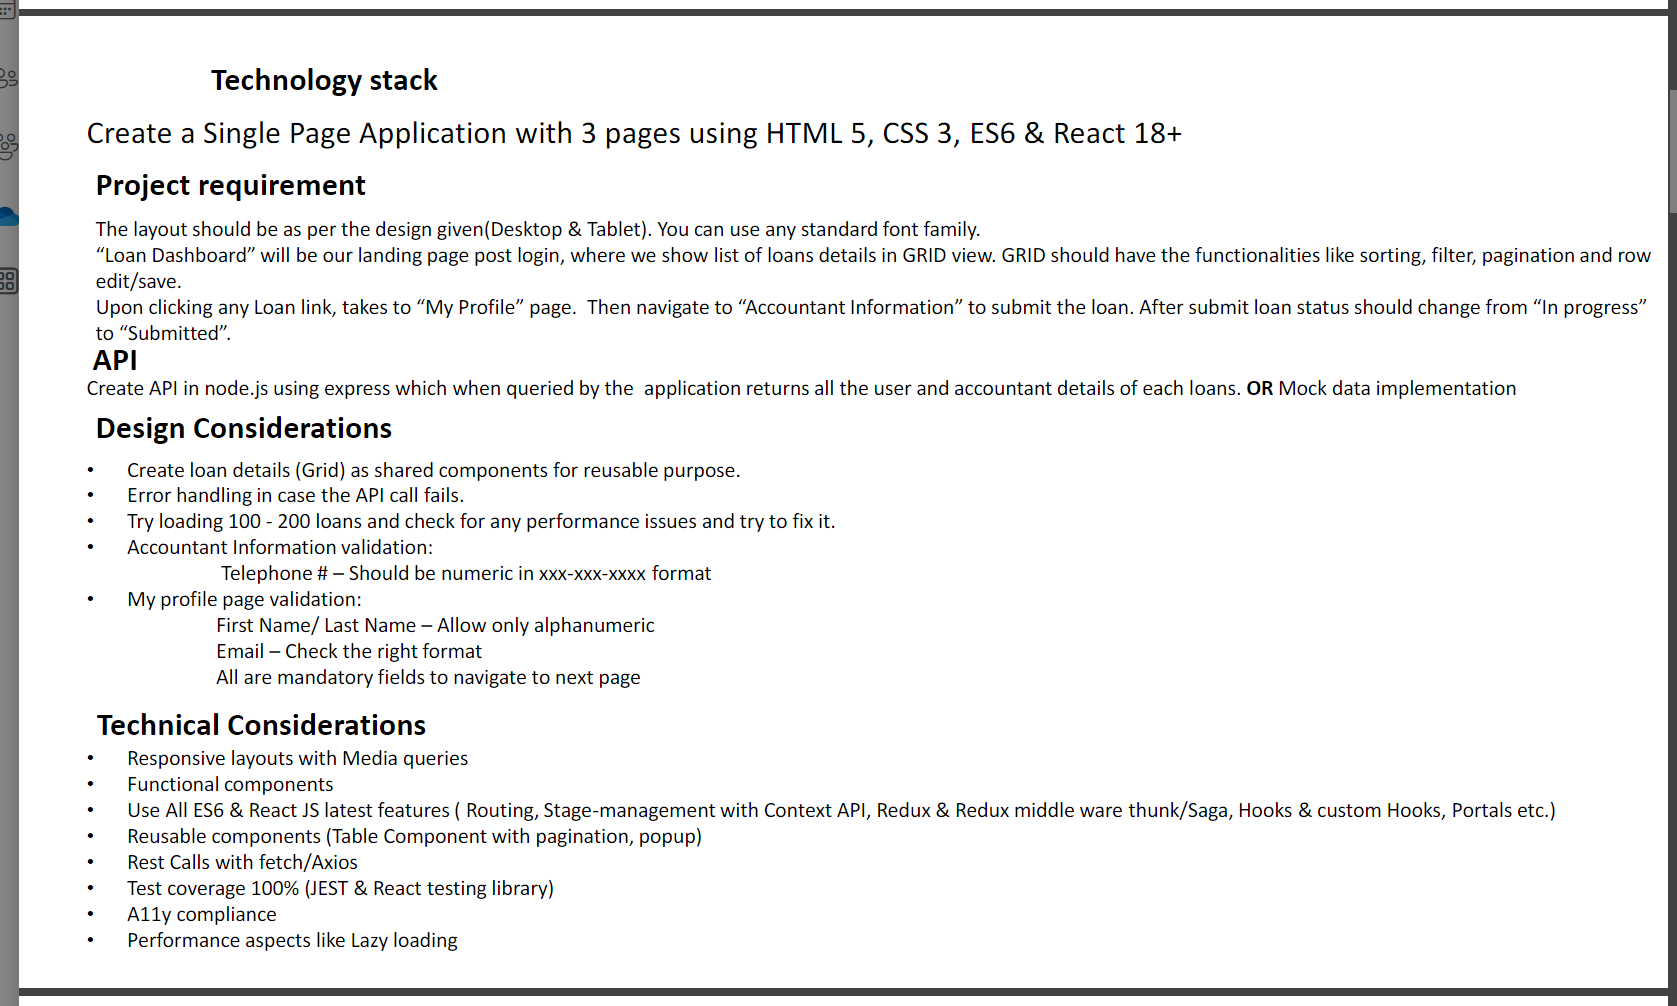 Technology stack
Create a Single Page Application with 3 pages using HTML 5, CSS 3, ES6 & React 18+
Project requirement
The layout should be as per the design given(Desktop & Tablet). You can use any standard font family.
“Loan Dashboard” will be our landing page post login, where we show list of loans details in GRID view. GRID should have the functionalities like sorting, filter, pagination and row
edit/save.
Upon clicking any Loan link, takes to “My Profile” page.  Then navigate to “Accountant Information” to submit the loan. After submit loan status should change from “In progress”
to “Submitted”.
API
Create API in node.js using express which when queried by the  application returns all the user and accountant details of each loans. OR Mock data implementation
Design Considerations
• Create loan details (Grid) as shared components for reusable purpose.
• Error handling in case the API call fails.
• Try loading 100 - 200 loans and check for any performance issues and try to fix it.
• Accountant Information validation:
Telephone # – Should be numeric in xxx-xxx-xxxx format
• My profile page validation:
First Name/ Last Name – Allow only alphanumeric
Email – Check the right format
All are mandatory fields to navigate to next page
Technical Considerations
• Responsive layouts with Media queries
• Functional components
• Use All ES6 & React JS latest features ( Routing, Stage-management with Context API, Redux & Redux middle ware thunk/Saga, Hooks & custom Hooks, Portals etc.)
• Reusable components (Table Component with pagination, popup)
• Rest Calls with fetch/Axios
• Test coverage 100% (JEST & React testing library)
• A11y compliance
• Performance aspects like Lazy loading